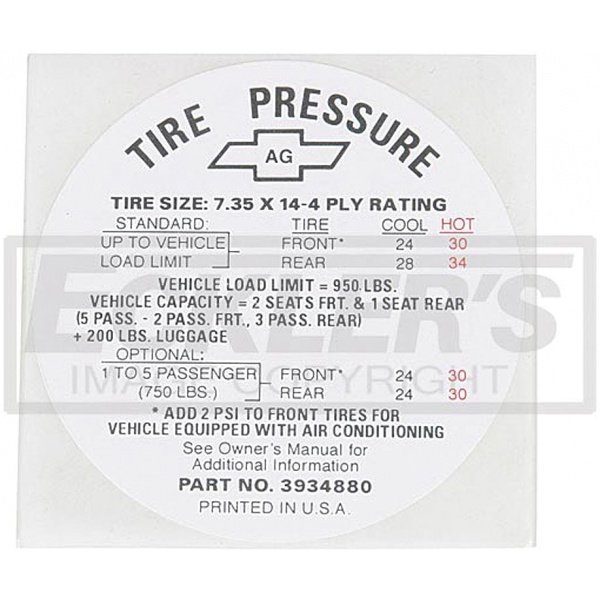 TIRE PRESSURE
AG
TIRE SIZE: 7.35 X 14-4 PLY RATING
STANDARD: TIRE COOL HOT
UP TO VEHICLE FRONT* 24 30
LOAD LIMIT REAR 28 34
VEHICLE LOAD LIMIT = 950 LBS.
VEHICLE CAPACITY = 2 SEATS FRT. & 1 SEAT REAR
(5 PASS. - 2 PASS. FRT., 3 PASS. REAR)
+ 200 LBS. LUGGAGE
OPTIONAL:
1 TO 5 PASSENGER FRONT* 24 30
(750 LBS.) REAR 24 30
* ADD 2 PSI TO FRONT TIRES FOR
VEHICLE EQUIPPED WITH AIR CONDITIONING
See Owner's Manual for
Additional Information
PART NO. 3934880
PRINTED IN U.S.A.
ECKLER'S
IMAGE COPYRIGHT